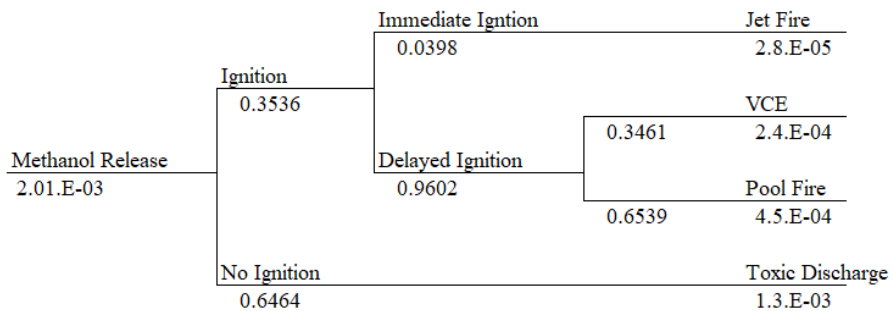 Immediate Igntion
Jet Fire
0.0398
2.8.E-05
Ignition
0.3536
VCE
0.3461
2.4.E-04
Methanol Release
2.01.E-03
Delayed Ignition
0.9602
Pool Fire
0.6539
4.5.E-04
No Ignition
Toxic Discharge
0.6464
1.3.E-03